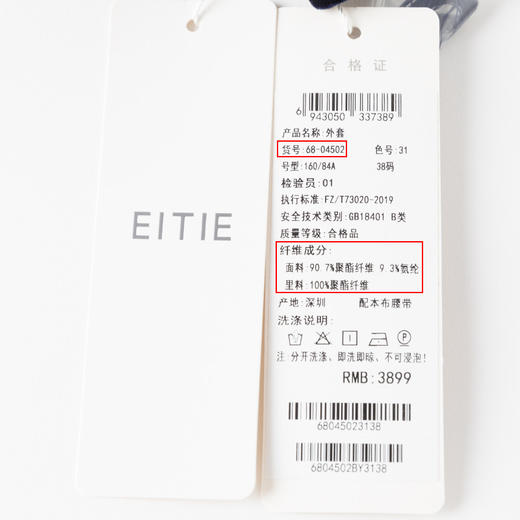 EITIE
合格证
6 943050 337389
产品名称:外套
货号:68-04502 色号:31
号型:160/84A 38码
检验员:01
执行标准:FZ/T73020-2019
安全技术类别:GB18401 B类
质量等级:合格品
纤维成分:
面料:90.7%聚酯纤维 9.3%氨纶
里料:100%聚酯纤维
产地:深圳 配本布腰带
洗涤说明:
注:分开洗涤、即洗即晾、不可浸泡!
RMB:3899
68045023138
6804502BY3138